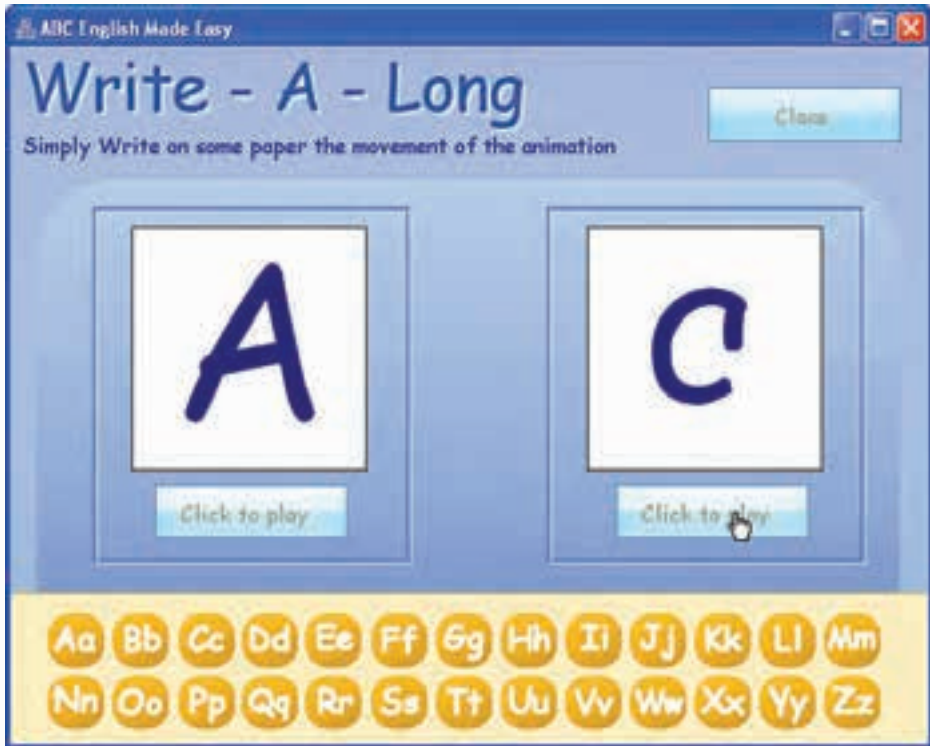 ABC English Made Easy
Write - A - Long
Close
Simply Write on some paper the movement of the animation
A
C
Click to play
Click to play
Aa Bb Cc Dd Ee Ff Gg Hh Ii Jj Kk Ll Mm
Nn Oo Pp Qq Rr Ss Tt Uu Vv Ww Xx Yy Zz